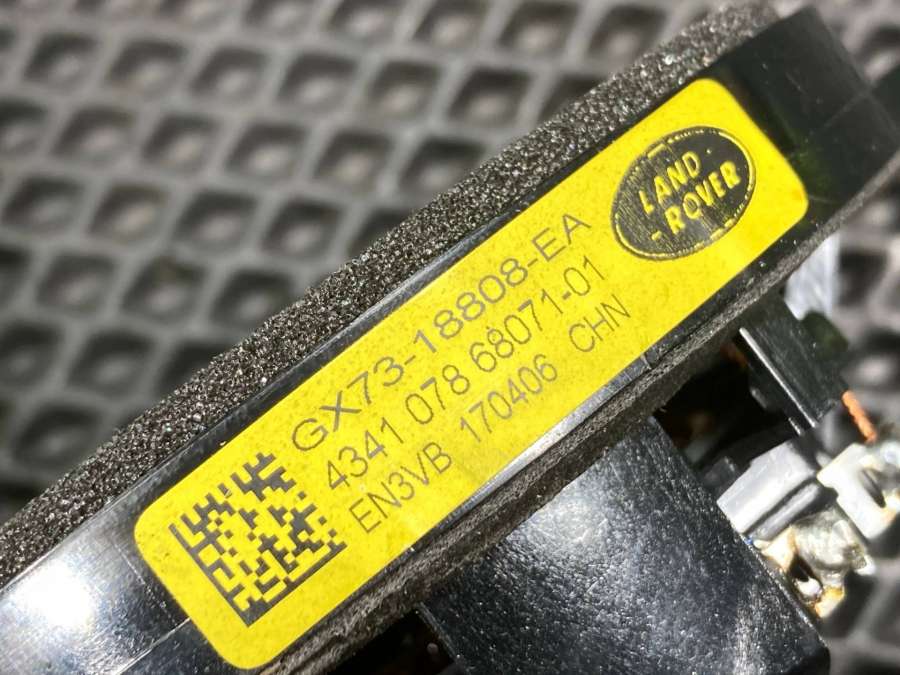 LAND
-ROVER
GX73-18808-EA
4341 078 68071-01
EN3VB 170406 CHN